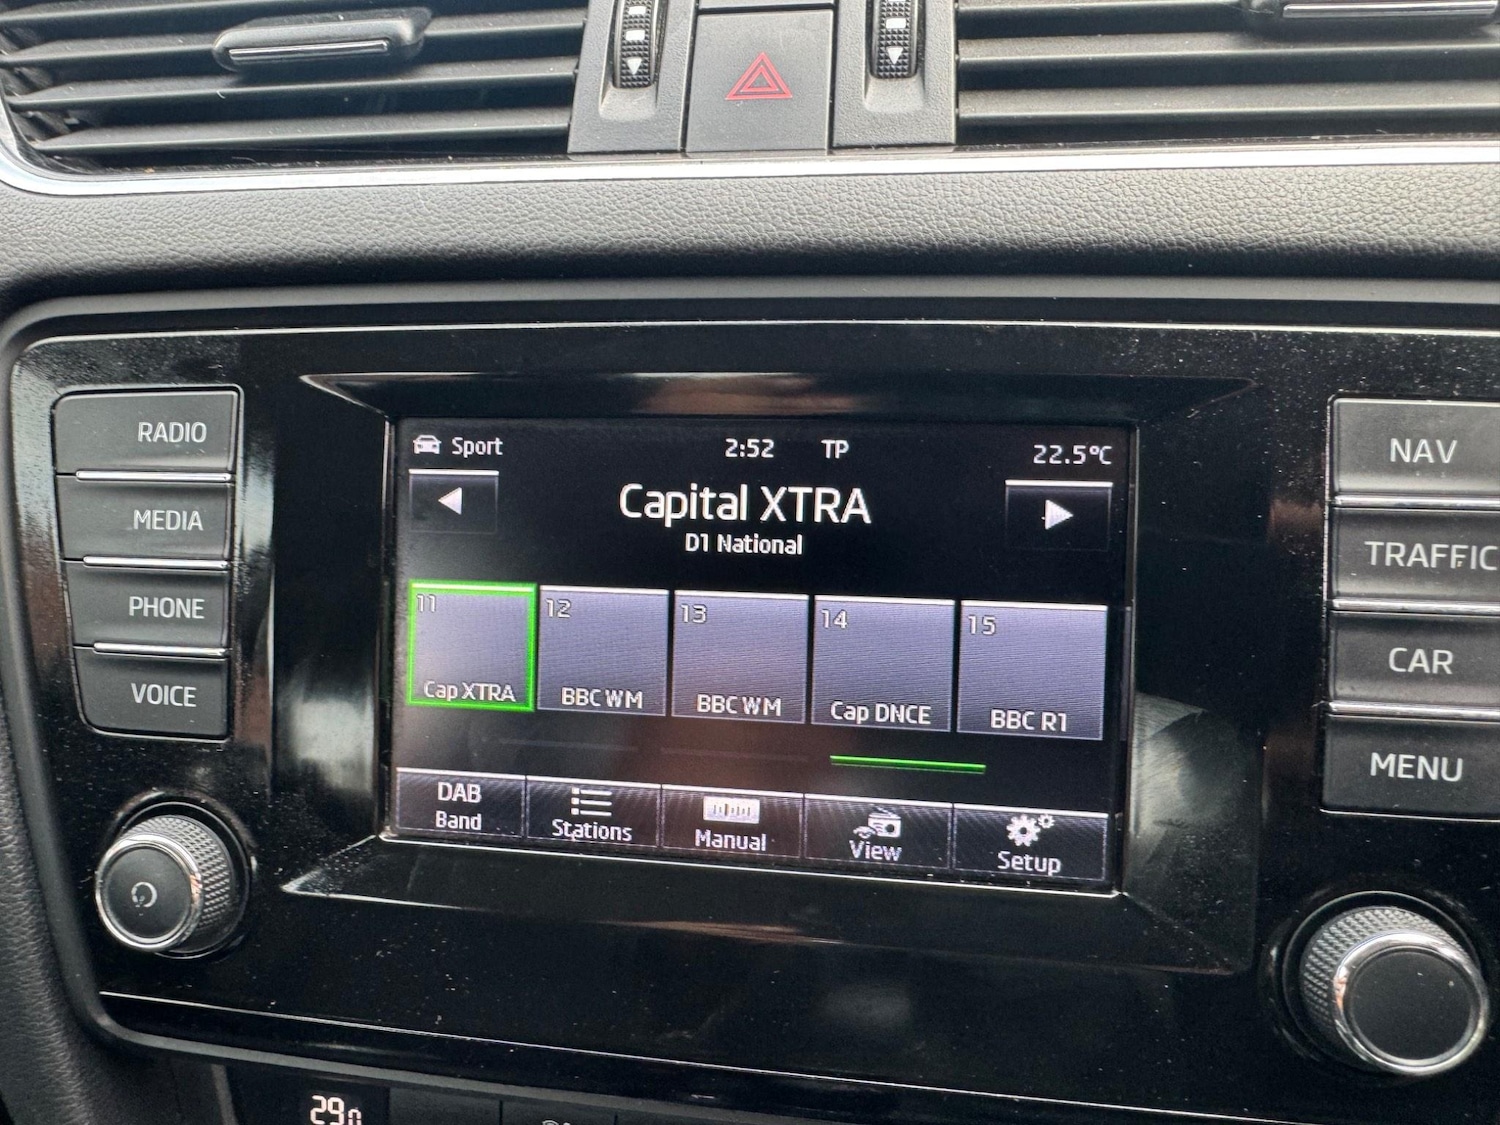 RADIO
MEDIA
PHONE
VOICE
Sport 2:52 TP 22.5°C
Capital XTRA
D1 National
11 12 13 14 15
Cap XTRA BBC WM BBC WM Cap DNCE BBC R1
DAB Band Stations Manual View Setup
NAV
TRAFFIC
CAR
MENU